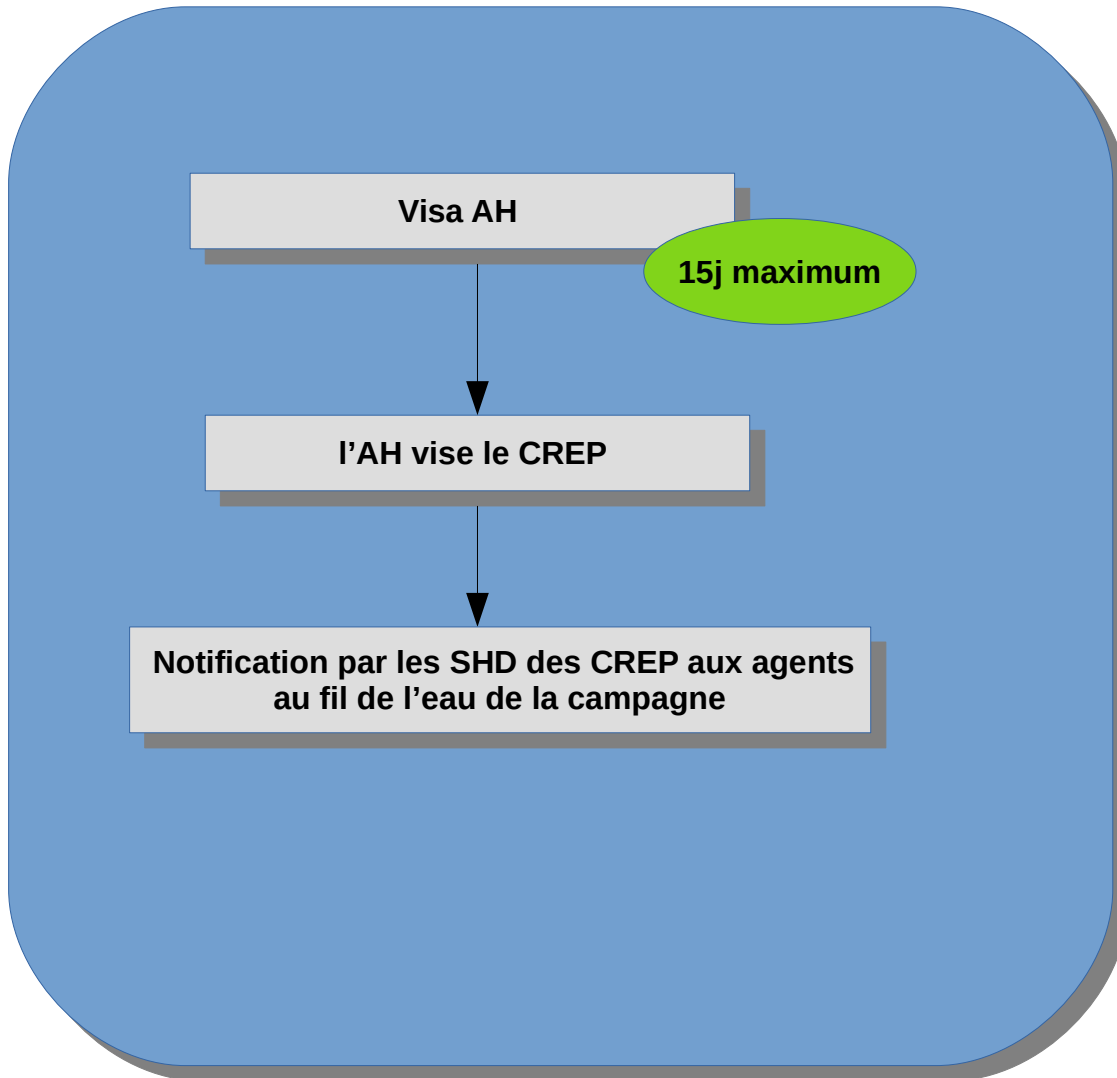 Visa AH
15j maximum
l’AH vise le CREP
Notification par les SHD des CREP aux agents
au fil de l’eau de la campagne